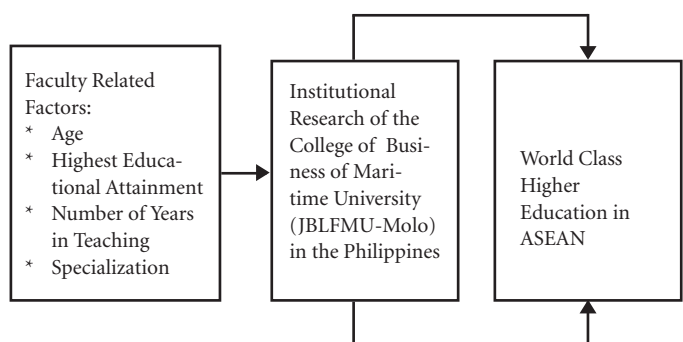 Faculty Related
Factors:
* Age
* Highest Educa-
tional Attainment
* Number of Years
in Teaching
* Specialization
Institutional
Research of the
College of Busi-
ness of Mari-
time University
(JBLFMU-Molo)
in the Philippines
World Class
Higher
Education in
ASEAN